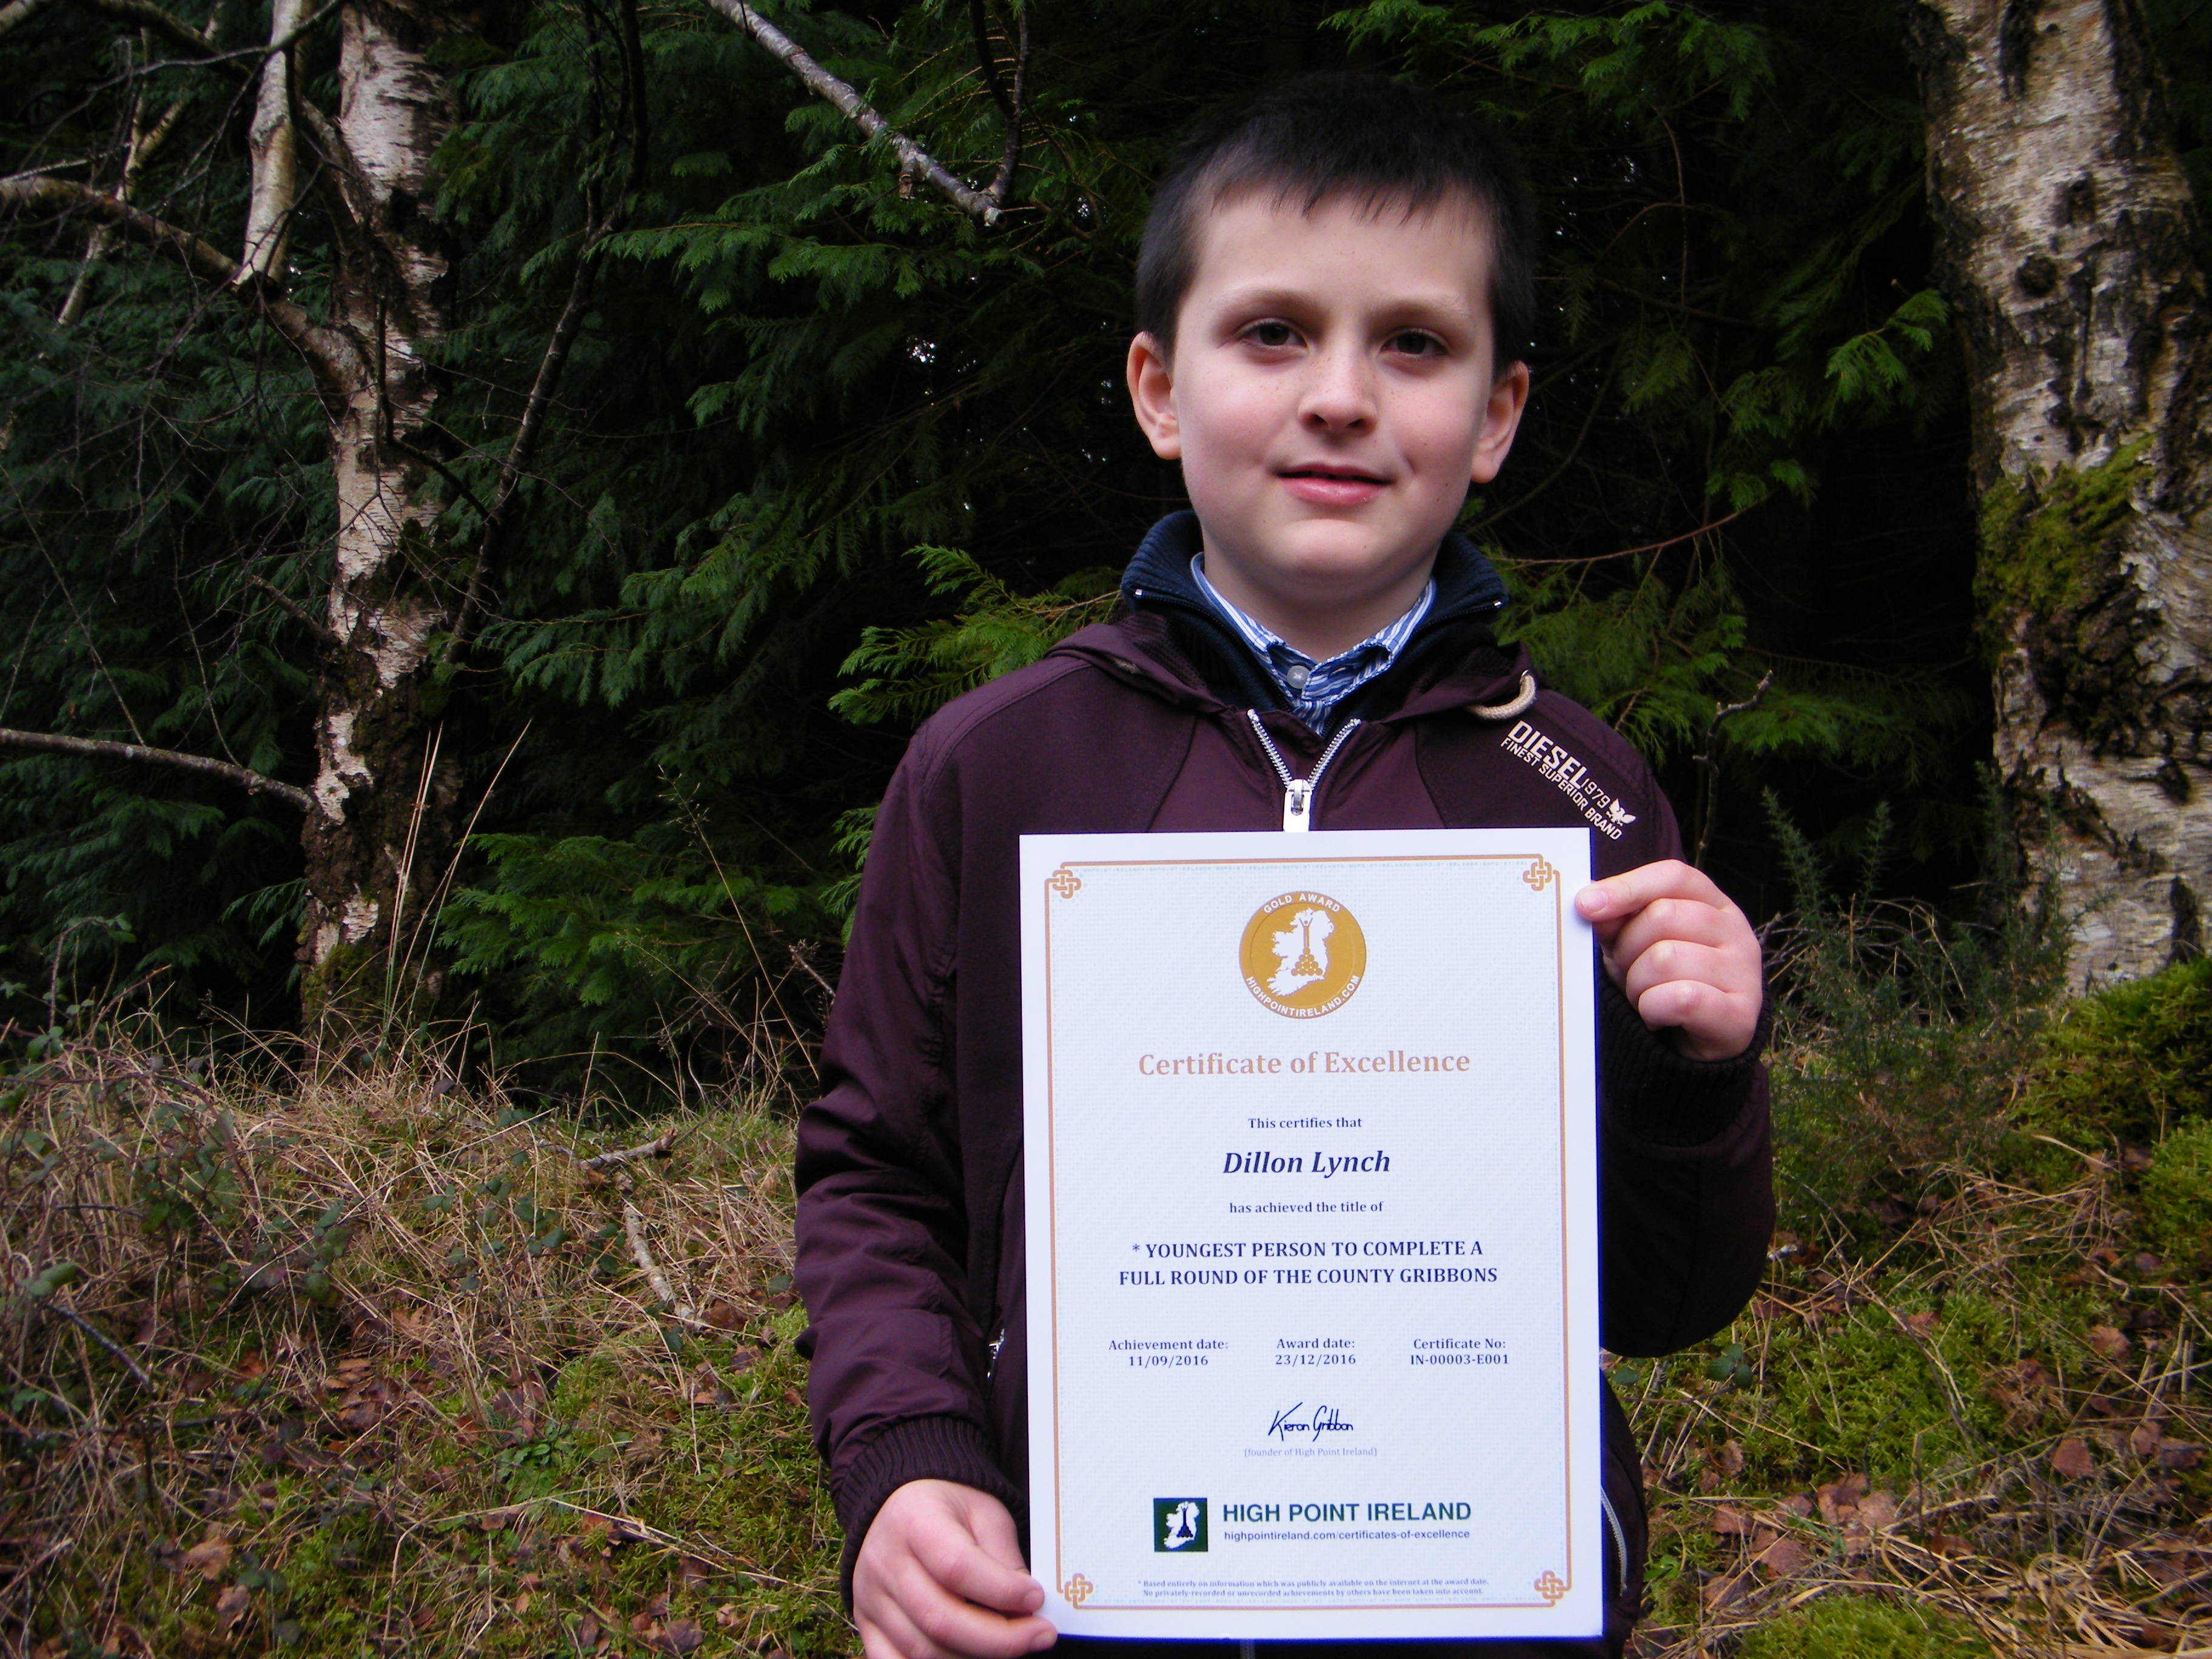 DIESEL 1979
FINEST SUPERIOR BRAND
GOLD AWARD
HIGHPOINTIRELAND.COM
Certificate of Excellence
This certifies that
Dillon Lynch
has achieved the title of
* YOUNGEST PERSON TO COMPLETE A
FULL ROUND OF THE COUNTY GRIBBONS
Achievement date: Award date: Certificate No:
11/09/2016 23/12/2016 IN-00003-E001
Kieron Gribbon
(founder of High Point Ireland)
HIGH POINT IRELAND
highpointireland.com/certificates-of-excellence
* Based entirely on information which was publicly available on the internet at the award date.
No privately-recorded or unrecorded achievements by others have been taken into account.